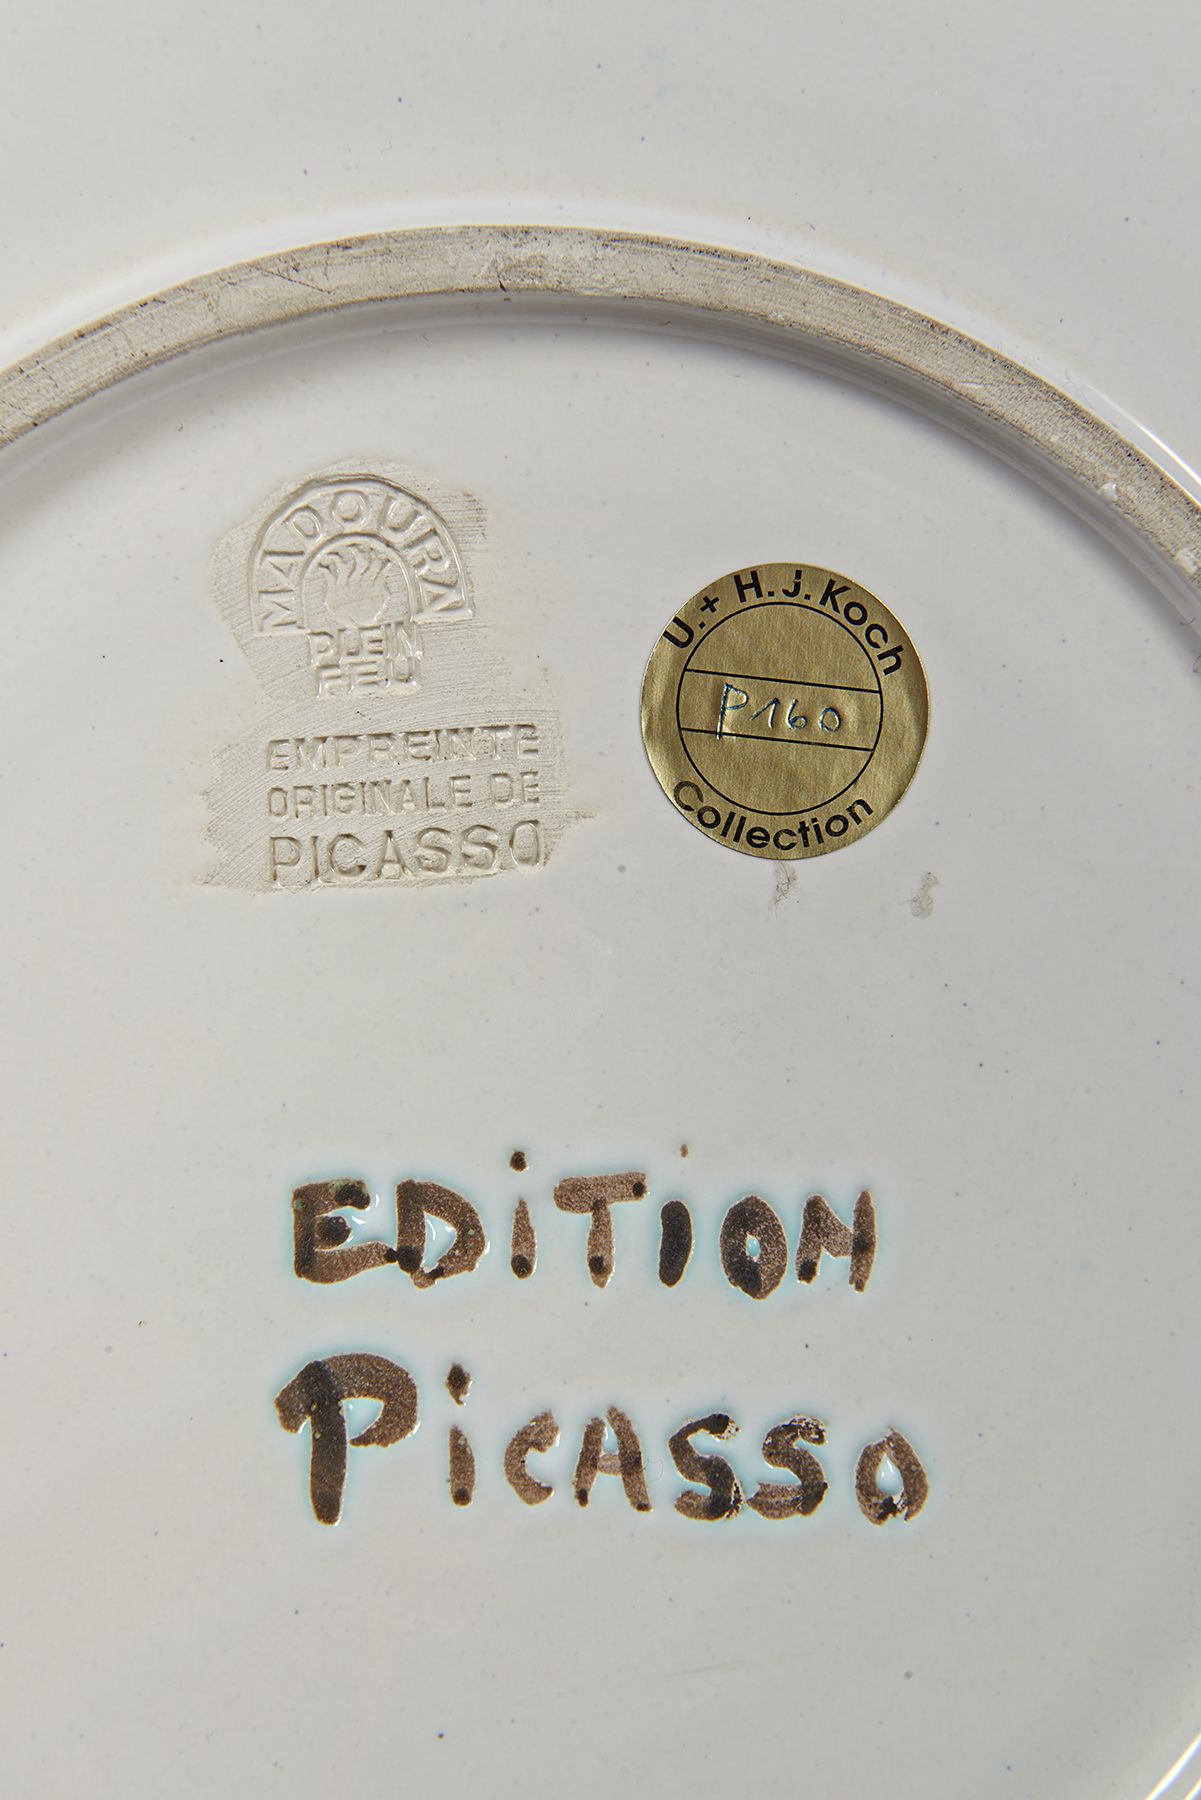 MADOURA
PLEIN
FEU
EMPREINTE
ORIGINALE DE
PICASSO
U. + H. J. Koch
P160
Collection
EDiTiON
PiCASSO